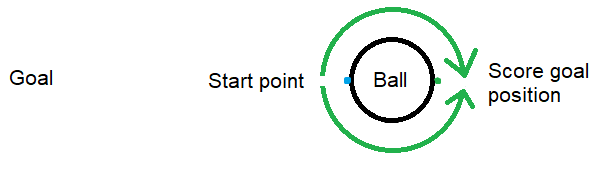 Goal
Start point
Ball
Score goal
position